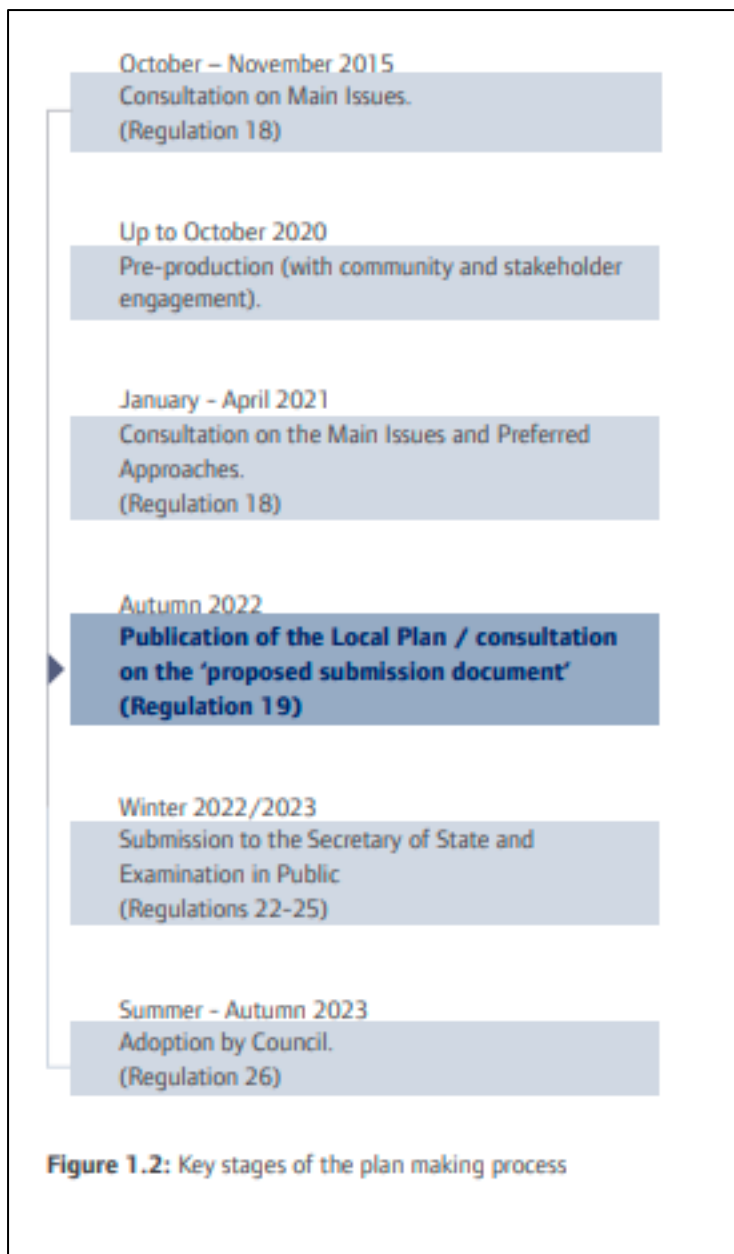 October – November 2015
Consultation on Main Issues.
(Regulation 18)
Up to October 2020
Pre-production (with community and stakeholder
engagement).
January - April 2021
Consultation on the Main Issues and Preferred
Approaches.
(Regulation 18)
Autumn 2022
Publication of the Local Plan / consultation
on the ‘proposed submission document’
(Regulation 19)
Winter 2022/2023
Submission to the Secretary of State and
Examination in Public
(Regulations 22-25)
Summer - Autumn 2023
Adoption by Council.
(Regulation 26)
Figure 1.2: Key stages of the plan making process